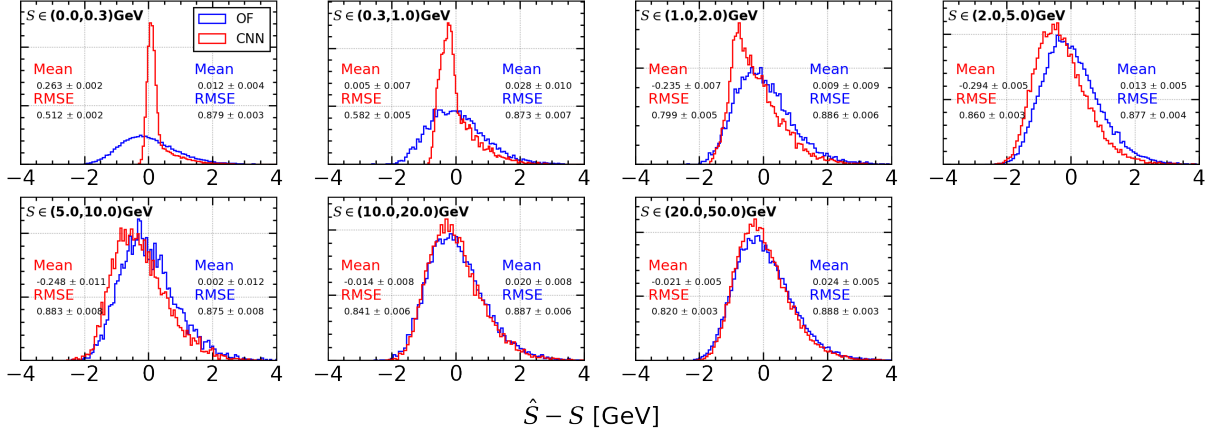 S ∈ (0.0,0.3)GeV
OF
CNN
Mean
0.263 ± 0.002
RMSE
0.512 ± 0.002
Mean
0.012 ± 0.004
RMSE
0.879 ± 0.003
−4 −2 0 2 4
S ∈ (0.3,1.0)GeV
Mean
0.005 ± 0.007
RMSE
0.582 ± 0.005
Mean
0.028 ± 0.010
RMSE
0.873 ± 0.007
−4 −2 0 2 4
S ∈ (1.0,2.0)GeV
Mean
-0.235 ± 0.007
RMSE
0.799 ± 0.005
Mean
0.009 ± 0.009
RMSE
0.886 ± 0.006
−4 −2 0 2 4
S ∈ (2.0,5.0)GeV
Mean
-0.294 ± 0.005
RMSE
0.860 ± 0.003
Mean
0.013 ± 0.005
RMSE
0.877 ± 0.004
−4 −2 0 2 4
S ∈ (5.0,10.0)GeV
Mean
-0.248 ± 0.011
RMSE
0.883 ± 0.008
Mean
0.002 ± 0.012
RMSE
0.875 ± 0.008
−4 −2 0 2 4
S ∈ (10.0,20.0)GeV
Mean
-0.014 ± 0.008
RMSE
0.841 ± 0.006
Mean
0.020 ± 0.008
RMSE
0.887 ± 0.006
−4 −2 0 2 4
S ∈ (20.0,50.0)GeV
Mean
-0.021 ± 0.005
RMSE
0.820 ± 0.003
Mean
0.024 ± 0.005
RMSE
0.888 ± 0.003
−4 −2 0 2 4
Ŝ − S [GeV]